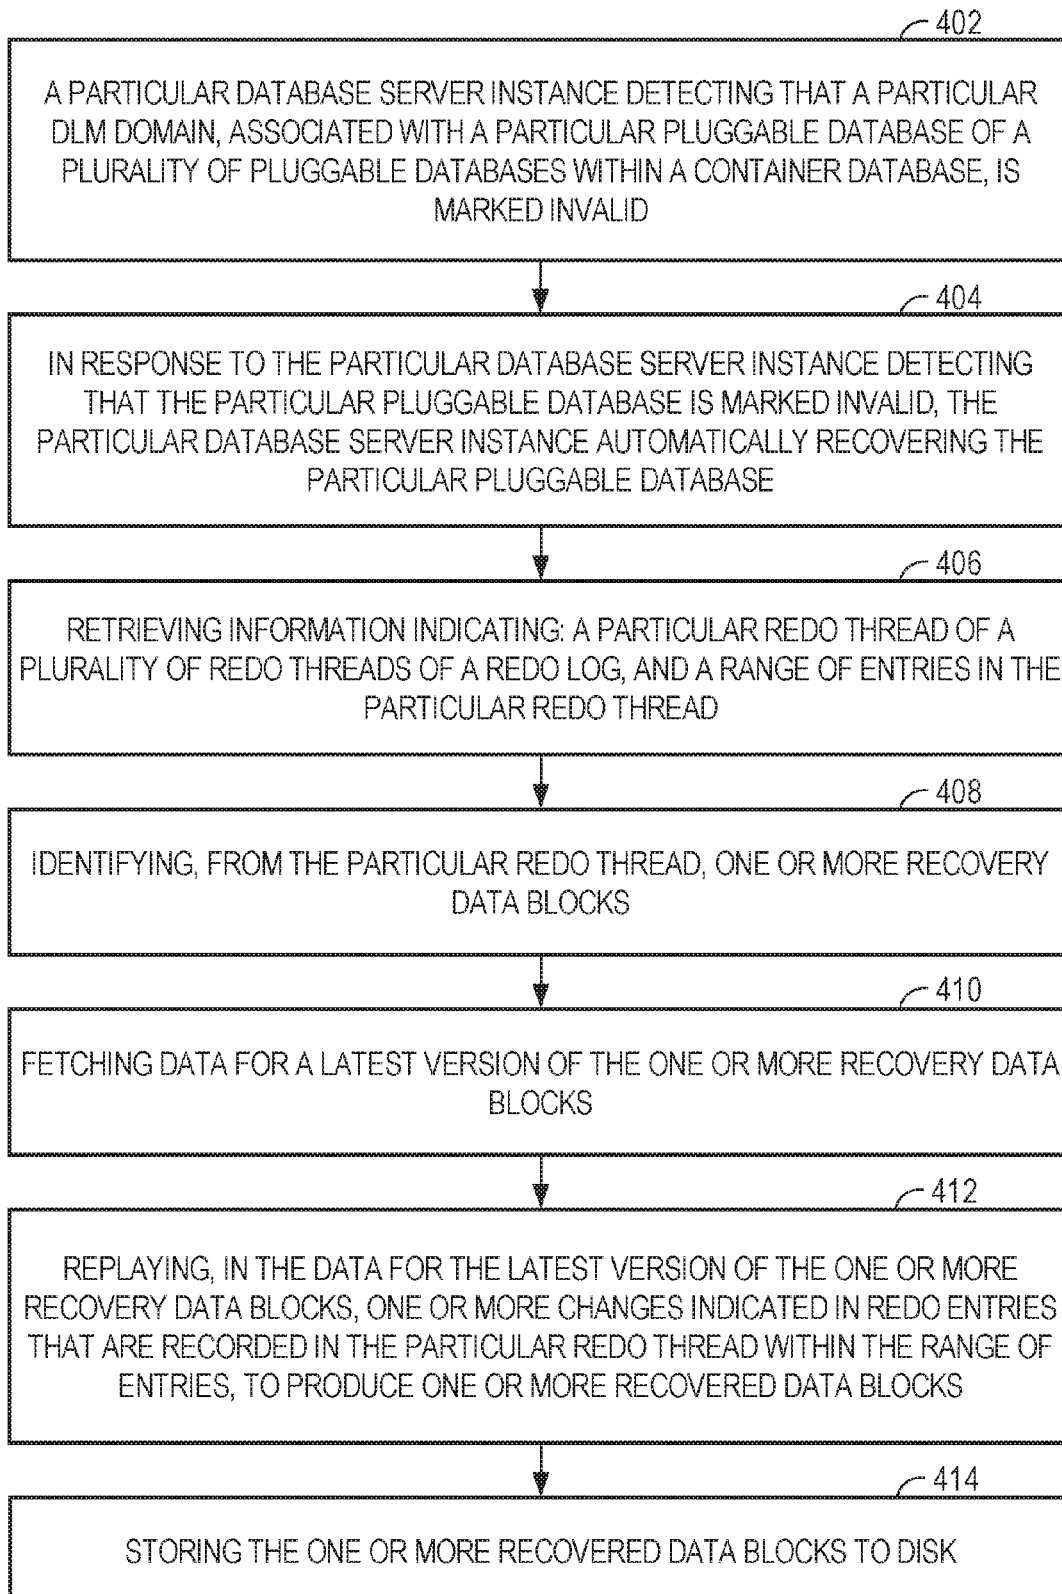 402
A PARTICULAR DATABASE SERVER INSTANCE DETECTING THAT A PARTICULAR
DLM DOMAIN, ASSOCIATED WITH A PARTICULAR PLUGGABLE DATABASE OF A
PLURALITY OF PLUGGABLE DATABASES WITHIN A CONTAINER DATABASE, IS
MARKED INVALID
404
IN RESPONSE TO THE PARTICULAR DATABASE SERVER INSTANCE DETECTING
THAT THE PARTICULAR PLUGGABLE DATABASE IS MARKED INVALID, THE
PARTICULAR DATABASE SERVER INSTANCE AUTOMATICALLY RECOVERING THE
PARTICULAR PLUGGABLE DATABASE
406
RETRIEVING INFORMATION INDICATING: A PARTICULAR REDO THREAD OF A
PLURALITY OF REDO THREADS OF A REDO LOG, AND A RANGE OF ENTRIES IN THE
PARTICULAR REDO THREAD
408
IDENTIFYING, FROM THE PARTICULAR REDO THREAD, ONE OR MORE RECOVERY
DATA BLOCKS
410
FETCHING DATA FOR A LATEST VERSION OF THE ONE OR MORE RECOVERY DATA
BLOCKS
412
REPLAYING, IN THE DATA FOR THE LATEST VERSION OF THE ONE OR MORE
RECOVERY DATA BLOCKS, ONE OR MORE CHANGES INDICATED IN REDO ENTRIES
THAT ARE RECORDED IN THE PARTICULAR REDO THREAD WITHIN THE RANGE OF
ENTRIES, TO PRODUCE ONE OR MORE RECOVERED DATA BLOCKS
414
STORING THE ONE OR MORE RECOVERED DATA BLOCKS TO DISK